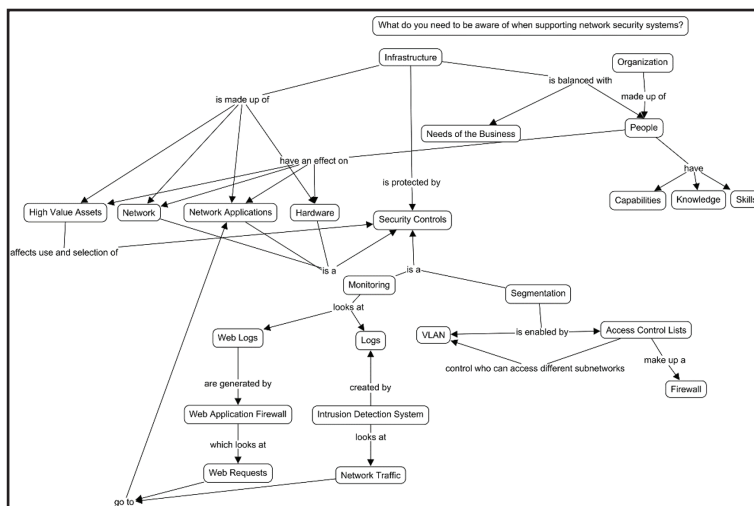 What do you need to be aware of when supporting network security systems?
Infrastructure
Organization
is balanced with
is made up of
made up of
Needs of the Business
People
have an effect on
have
is protected by
High Value Assets
Network
Network Applications
Hardware
Security Controls
Capabilities
Knowledge
Skills
affects use and selection of
is a
is a
Monitoring
Segmentation
looks at
Web Logs
Logs
VLAN
is enabled by
Access Control Lists
control who can access different subnetworks
make up a
Firewall
are generated by
created by
Web Application Firewall
Intrusion Detection System
which looks at
looks at
Web Requests
Network Traffic
go to